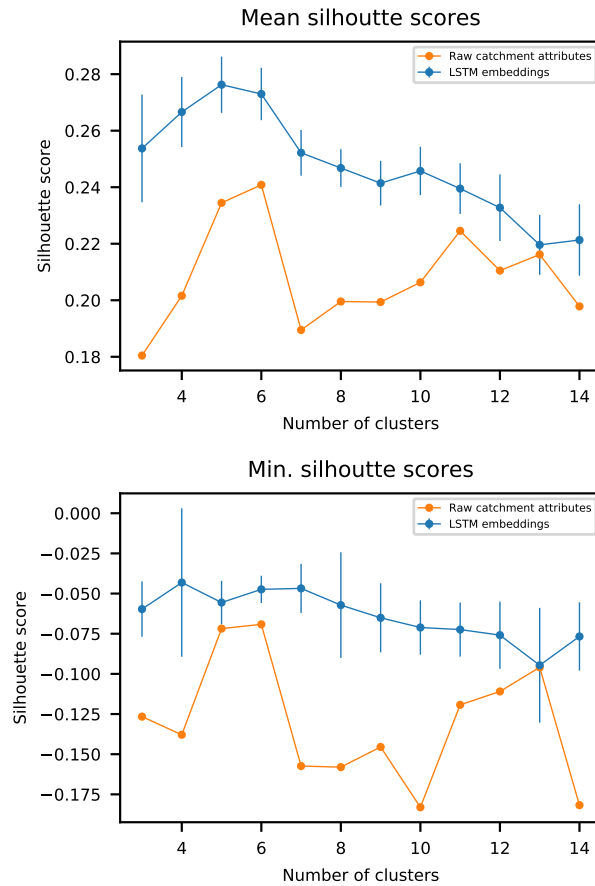 Mean silhoutte scores
Raw catchment attributes
LSTM embeddings
0.28
0.26
0.24
0.22
0.20
0.18
Silhouette score
4 6 8 10 12 14
Number of clusters
Min. silhoutte scores
Raw catchment attributes
LSTM embeddings
0.000
−0.025
−0.050
−0.075
−0.100
−0.125
−0.150
−0.175
Silhouette score
4 6 8 10 12 14
Number of clusters